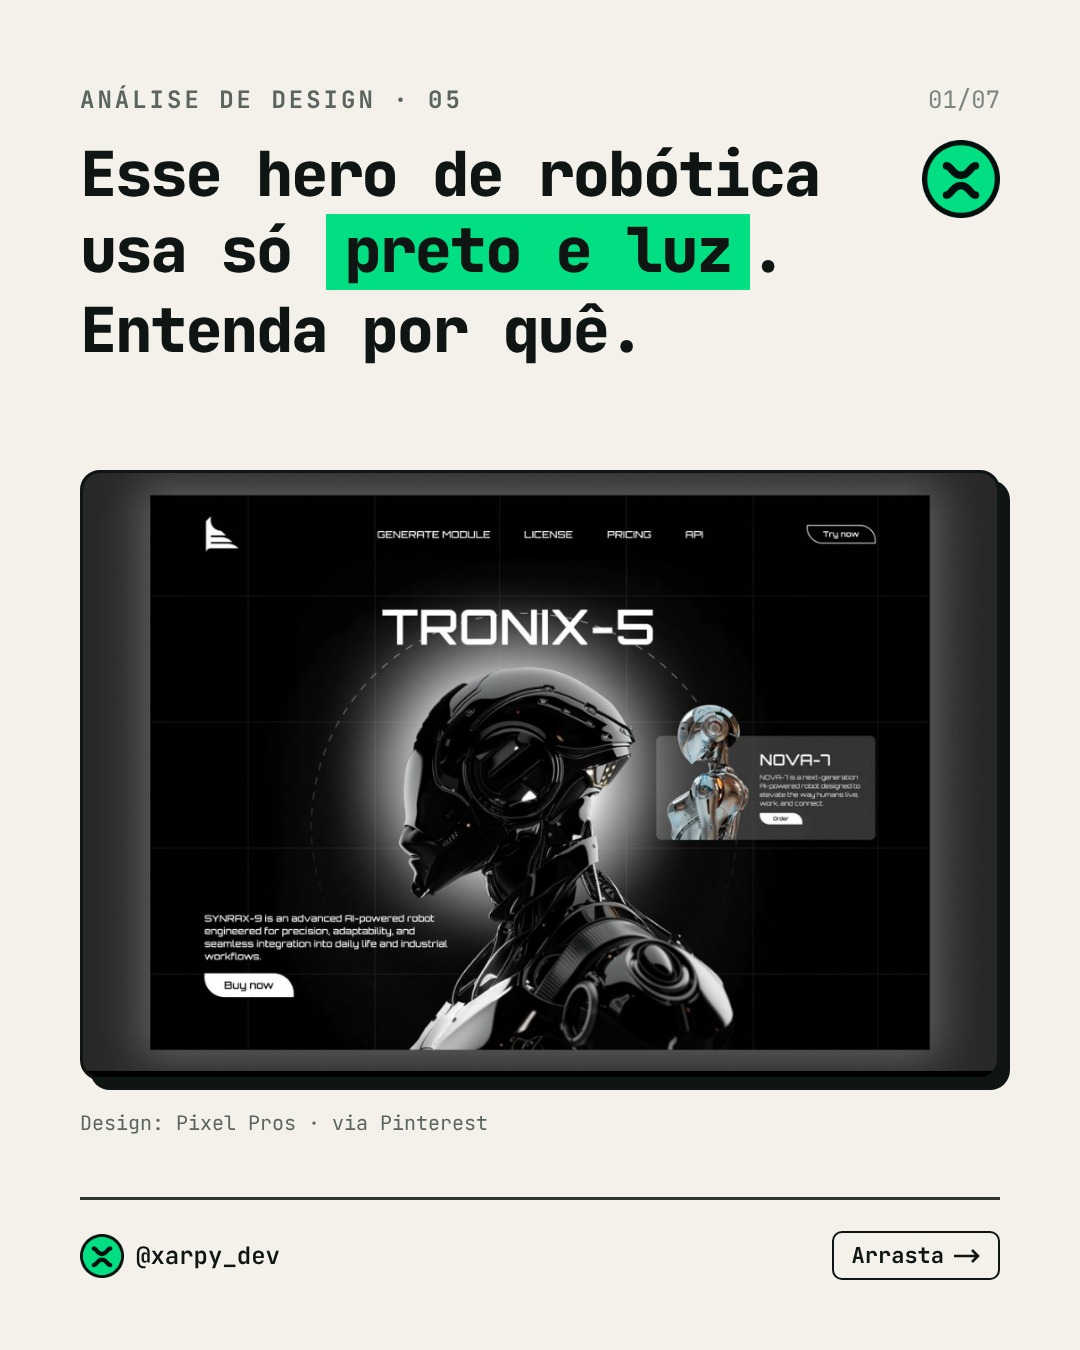 ANÁLISE DE DESIGN · 05
01/07
Esse hero de robótica
usa só preto e luz.
Entenda por quê.
GENERATE MODULE
LICENSE
PRICING
API
Try now
TRONIX-5
NOVA-7
NOVA-7 is a next-generation
AI-powered robot designed to
elevate the way humans live,
work, and connect.
Order
SYNRAX-9 is an advanced AI-powered robot
engineered for precision, adaptability, and
seamless integration into daily life and industrial
workflows.
Buy now
Design: Pixel Pros · via Pinterest
@xarpy_dev
Arrasta →